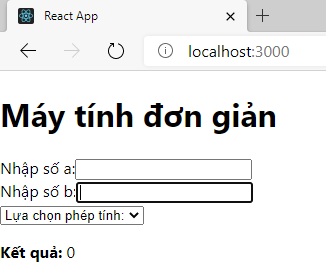 React App
localhost:3000
Máy tính đơn giản
Nhập số a:
Nhập số b:
Lựa chọn phép tính:
Kết quả: 0